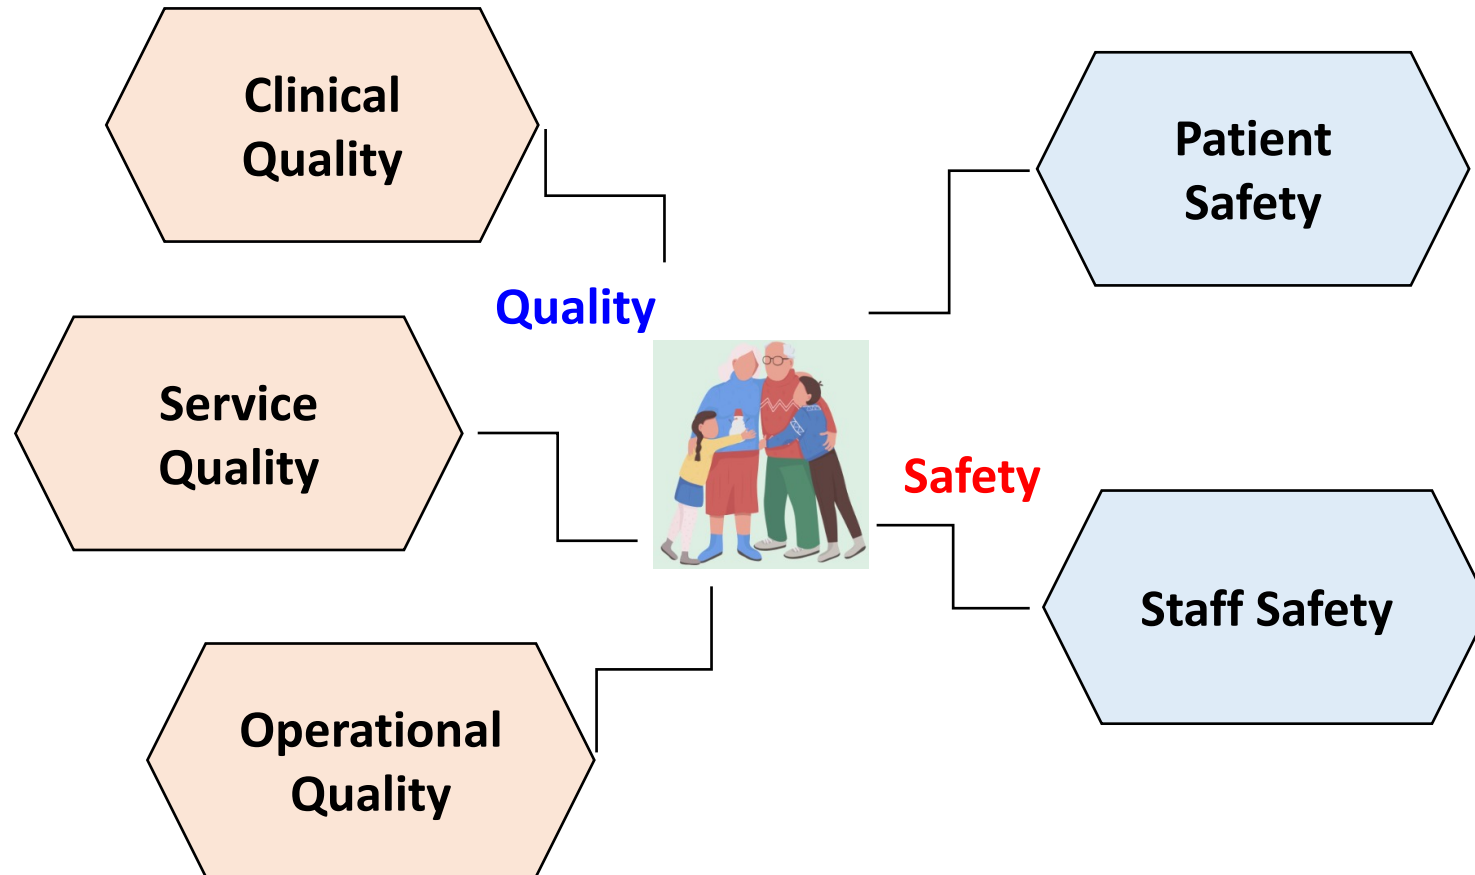 Clinical
Quality
Patient
Safety
Quality
Service
Quality
Safety
Staff Safety
Operational
Quality